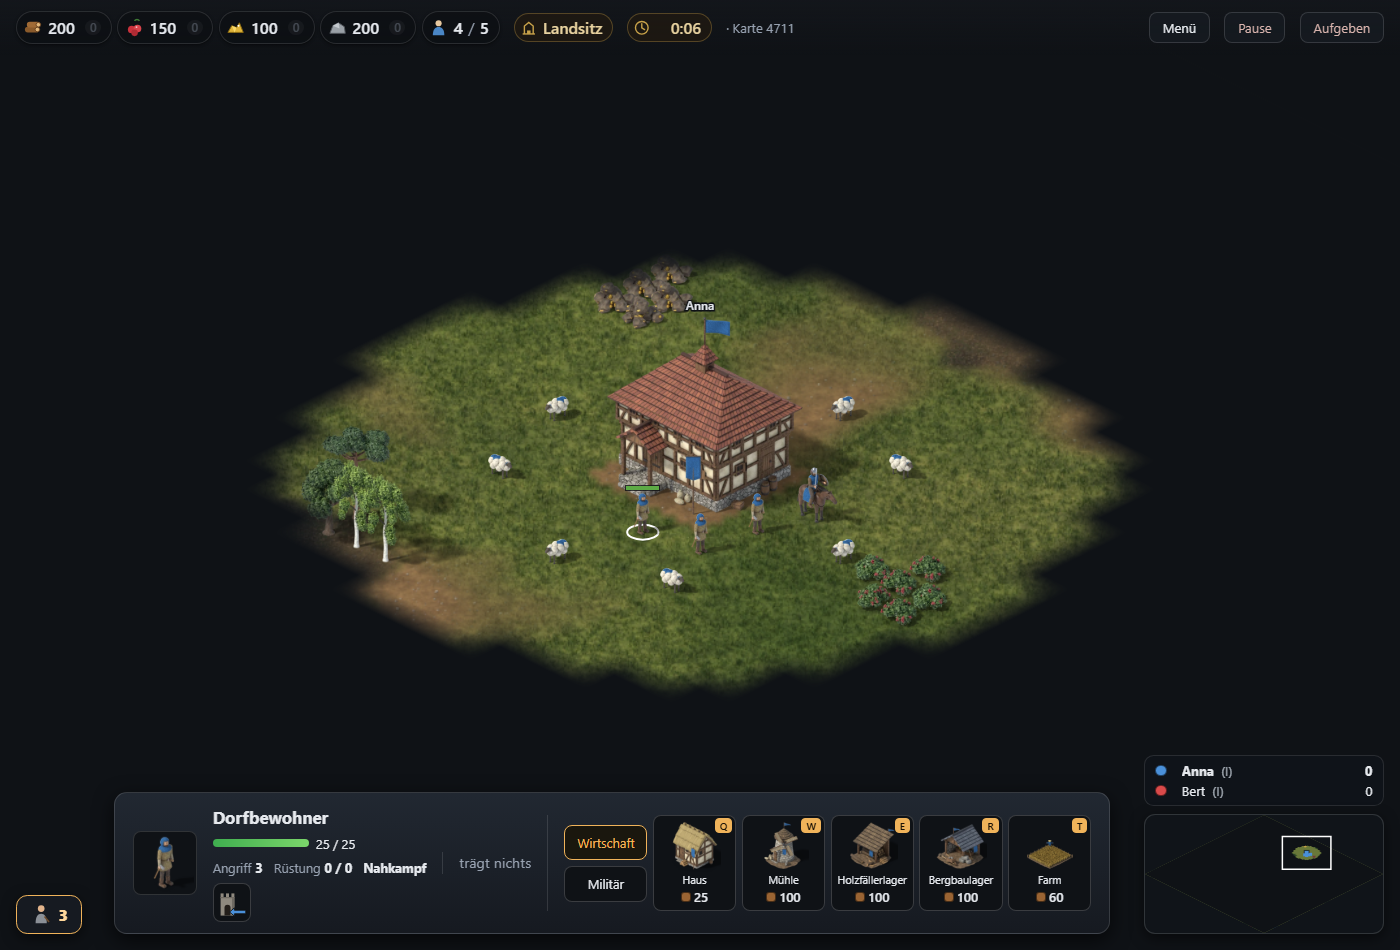 200 0 150 0 100 0 200 0 4 / 5 Landsitz 0:06 · Karte 4711 Menü Pause Aufgeben
Anna
Anna (I) 0
Bert (I) 0
Dorfbewohner
25 / 25
Angriff 3 Rüstung 0 / 0 Nahkampf
trägt nichts
Wirtschaft
Militär
Q
Haus
25
W
Mühle
100
E
Holzfällerlager
100
R
Bergbaulager
100
T
Farm
60
3